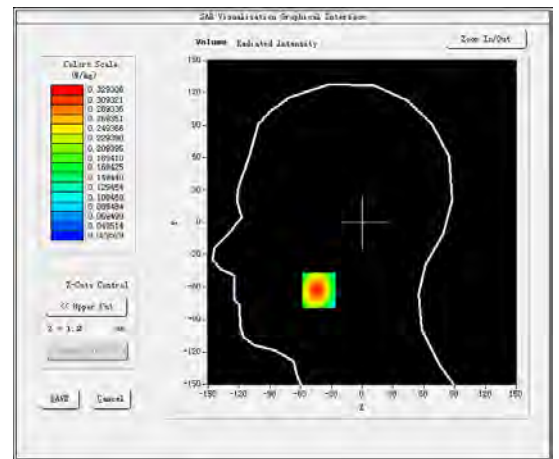 SAR Visualisation Graphical Interface
Volume Radiated Intensity
Zoom In/Out
Colors Scale
(W/kg)
0.329306
0.309321
0.289336
0.269351
0.249366
0.229380
0.209395
0.189410
0.169425
0.149440
0.129454
0.109469
0.089484
0.069499
0.049514
150
120
90
60
30
0
-30
-60
-90
-120
-150
-150 -120 -90 -60 -30 0 30 60 90 120 150
Z-Cuts Control
<< Upper Cut
SAVE
Cancel